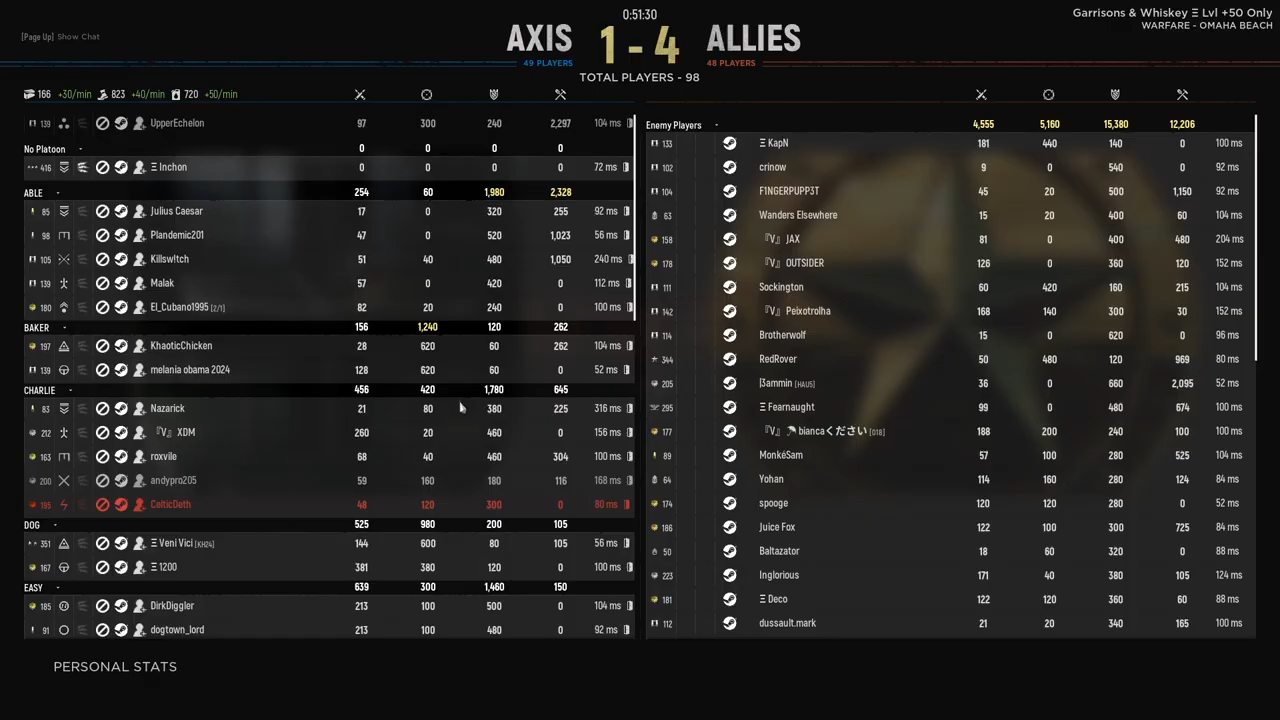 [Page Up] Show Chat
0:51:30
AXIS 1 - 4 ALLIES
49 PLAYERS 48 PLAYERS
TOTAL PLAYERS - 98
Garrisons & Whiskey Ξ Lvl +50 Only
WARFARE - OMAHA BEACH
166 +30/min 823 +40/min 720 +50/min
139 UpperEchelon 97 300 240 2,297 104 ms
No Platoon 0 0 0 0
416 Ξ Inchon 0 0 0 0 72 ms
ABLE 254 60 1,980 2,328
85 Julius Caesar 17 0 320 255 92 ms
98 Plandemic201 47 0 520 1,023 56 ms
105 Killswltch 51 40 480 1,050 240 ms
139 Malak 57 0 420 0 112 ms
180 El_Cubano1995 [2/1] 82 20 240 0 100 ms
BAKER 156 1,240 120 262
197 KhaoticChicken 28 620 60 262 104 ms
139 melania obama 2024 128 620 60 0 52 ms
CHARLIE 456 420 1,780 645
83 Nazarick 21 80 380 225 316 ms
212 『V』 XDM 260 20 460 0 156 ms
163 roxvile 68 40 460 304 100 ms
200 andypro205 59 160 180 116 168 ms
195 CelticDeth 48 120 300 0 80 ms
DOG 525 980 200 105
351 Ξ Veni Vici [KH24] 144 600 80 105 56 ms
167 Ξ 1200 381 380 120 0 100 ms
EASY 639 300 1,460 150
185 DirkDiggler 213 100 500 0 104 ms
91 dogtown_lord 213 100 480 0 92 ms
Enemy Players 4,555 5,160 15,380 12,206
133 Ξ KapN 181 440 140 0 100 ms
102 crinow 9 0 540 0 92 ms
104 F1NGERPUPP3T 45 20 500 1,150 92 ms
63 Wanders Elsewhere 15 20 400 60 104 ms
158 『V』 JAX 81 0 400 480 204 ms
178 『V』 OUTSIDER 126 0 360 120 152 ms
111 Sockington 60 420 160 215 104 ms
142 『V』 Peixotrolha 168 140 300 30 152 ms
114 Brotherwolf 15 0 620 0 96 ms
344 RedRover 50 480 120 969 80 ms
205 [3ammin [HAU5] 36 0 660 2,095 52 ms
295 Ξ Fearnaught 99 0 480 674 100 ms
177 『V』 ☂ biancaください [018] 188 200 240 100 100 ms
89 MonkéSam 57 100 280 525 104 ms
64 Yohan 114 160 280 124 84 ms
174 spooge 120 120 280 0 52 ms
186 Juice Fox 122 100 300 725 84 ms
50 Baltazator 18 60 320 0 88 ms
223 Inglorious 171 40 380 105 124 ms
181 Ξ Deco 122 120 360 60 88 ms
112 dussault.mark 21 20 340 165 100 ms
PERSONAL STATS